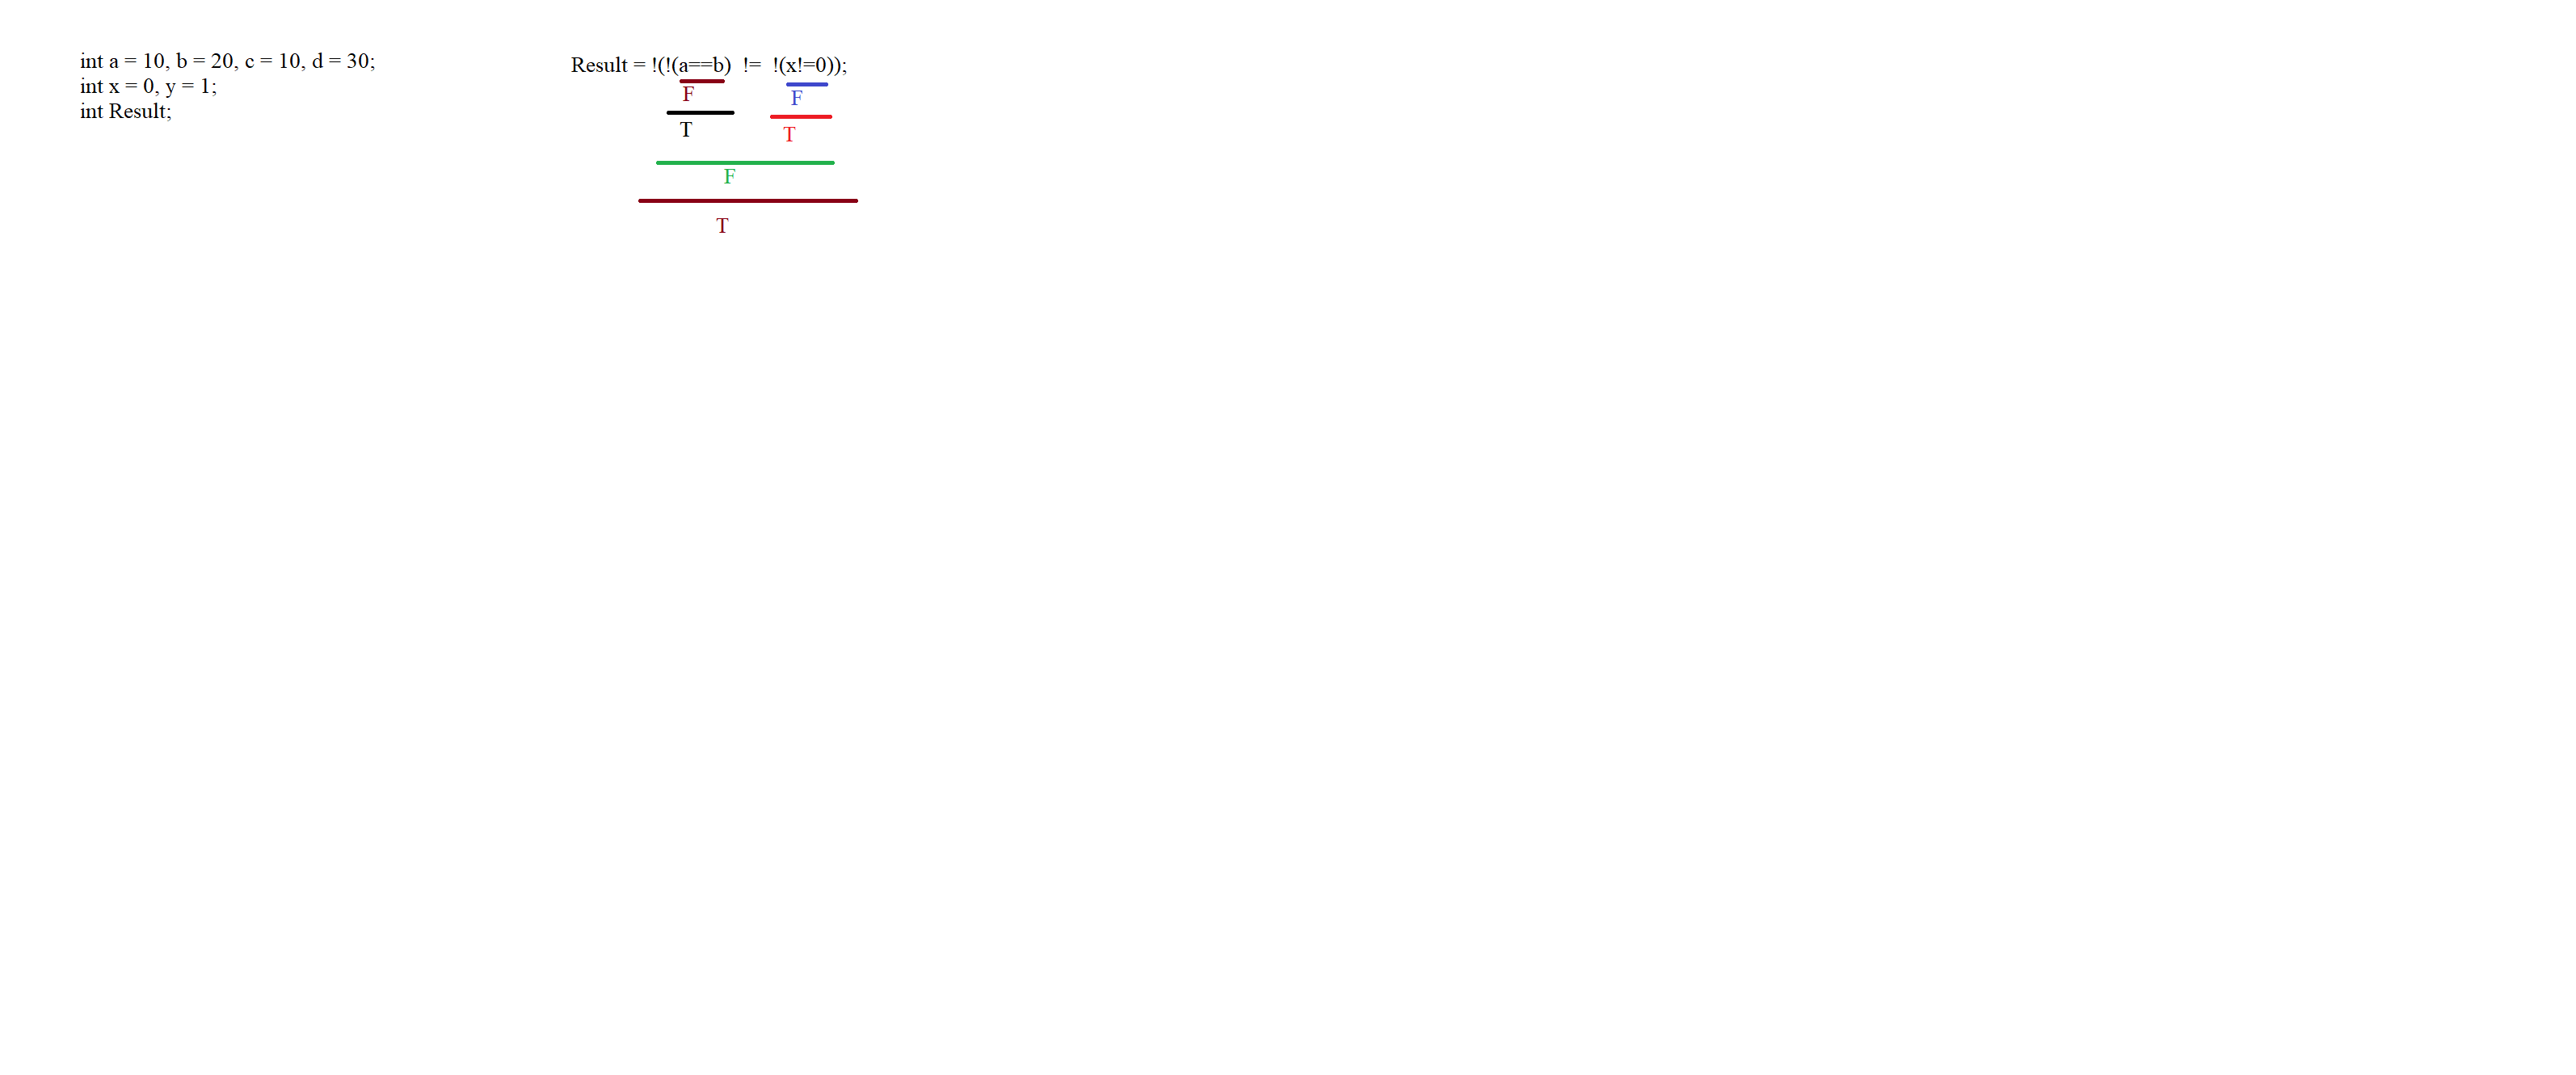 int a = 10, b = 20, c = 10, d = 30;
int x = 0, y = 1;
int Result;
Result = !(!(a==b)  !=  !(x!=0));
F F
T T
F
T